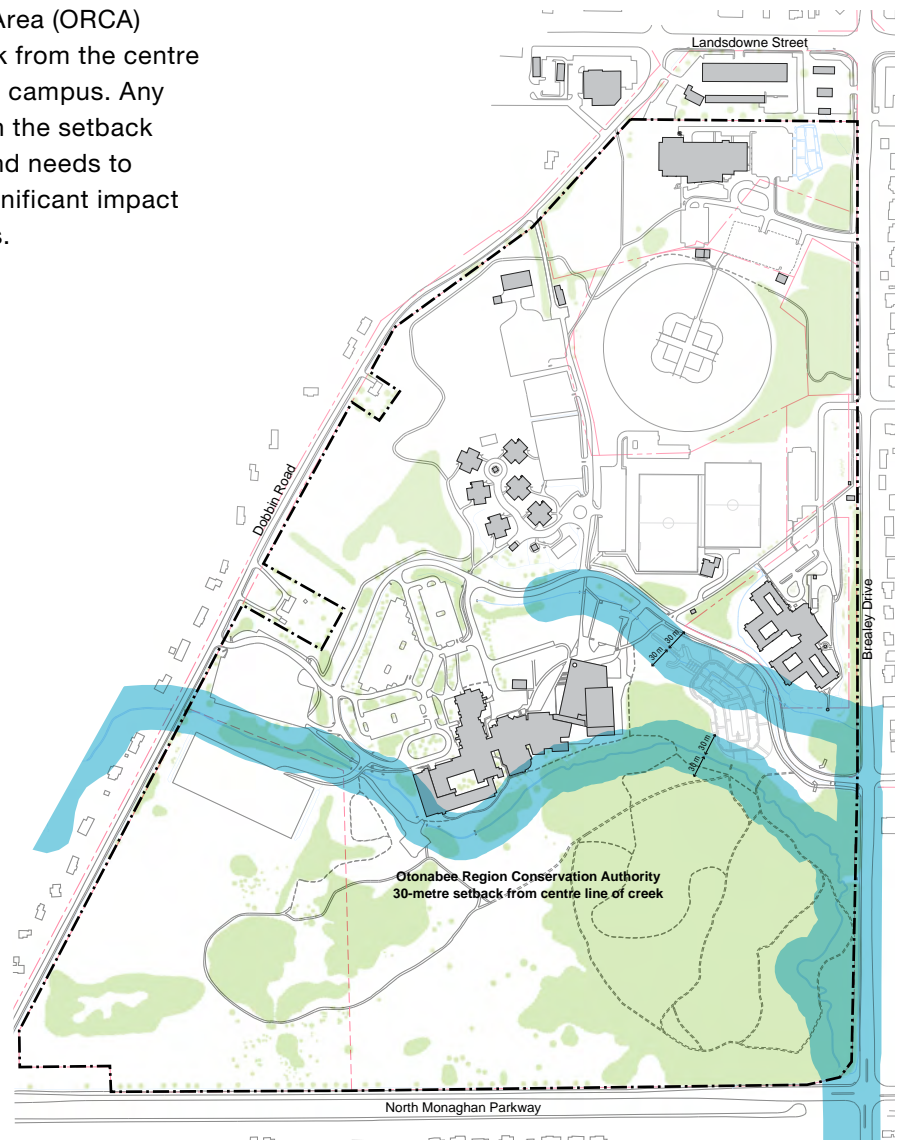 Area (ORCA)
k from the centre
campus. Any
n the setback
nd needs to
nificant impact
s.
Landsdowne Street
Dobbin Road
Brealey Drive
30 m
30 m
30 m
30 m
Otonabee Region Conservation Authority
30-metre setback from centre line of creek
North Monaghan Parkway